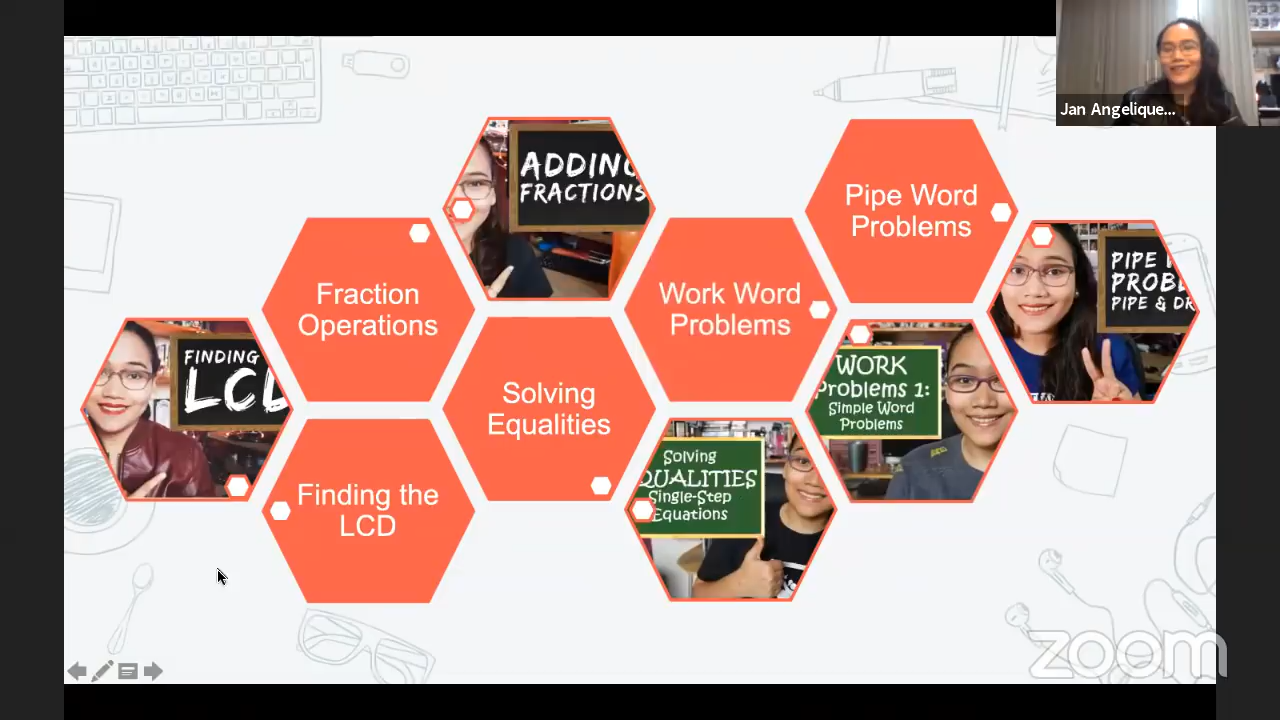 Jan Angelique...
ADDING
FRACTIONS
Pipe Word
Problems
Fraction
Operations
Work Word
Problems
PIPE
PROB
PIPE & DR
FINDING
LCD
Solving
Equalities
WORK
Problems 1:
Simple Word
Problems
Finding the
LCD
Solving
QUALITIES
Single-Step
Equations
zoom